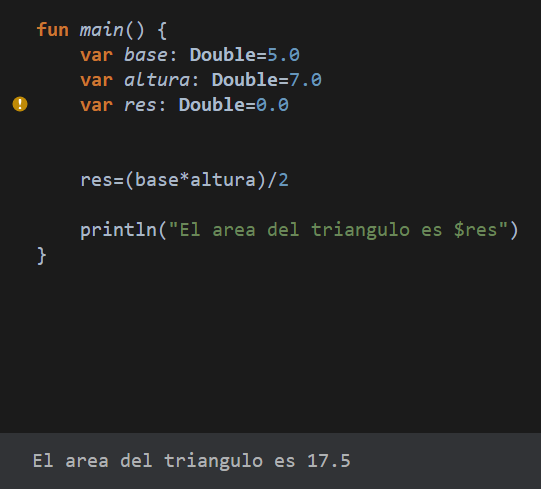 fun main() {
var base: Double=5.0
var altura: Double=7.0
var res: Double=0.0
res=(base*altura)/2
println("El area del triangulo es $res")
}
El area del triangulo es 17.5